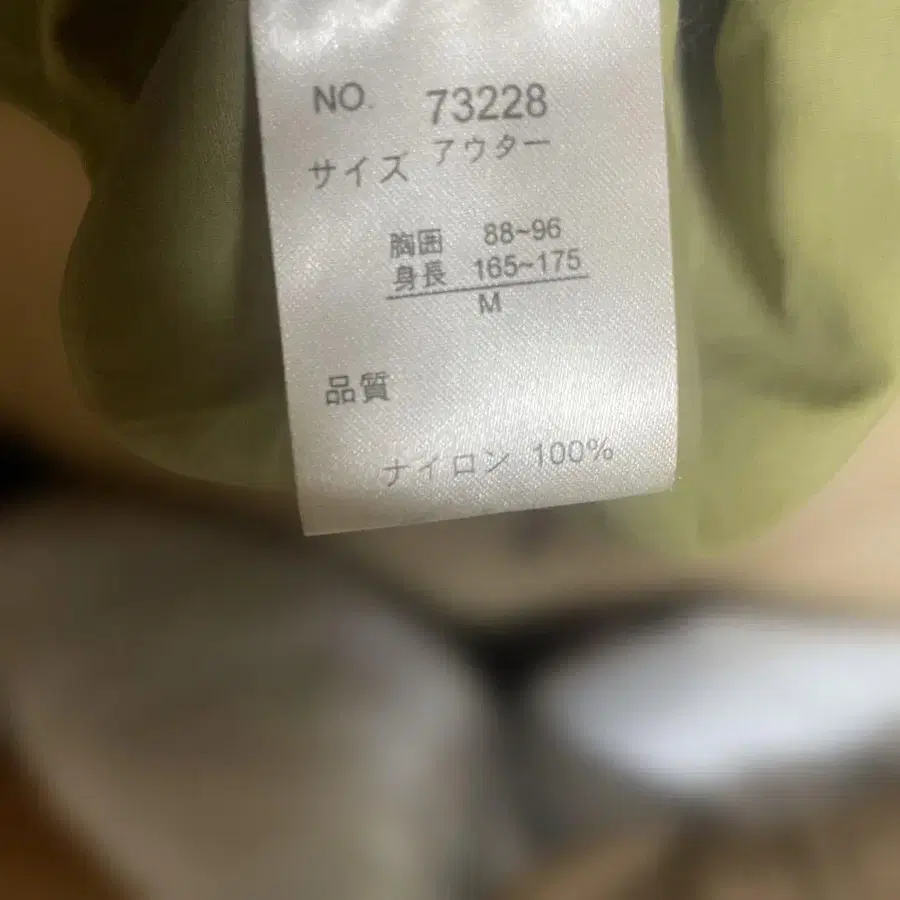 NO. 73228
サイズ アウター
胸囲 88~96
身長 165~175
M
品質
ナイロン 100%